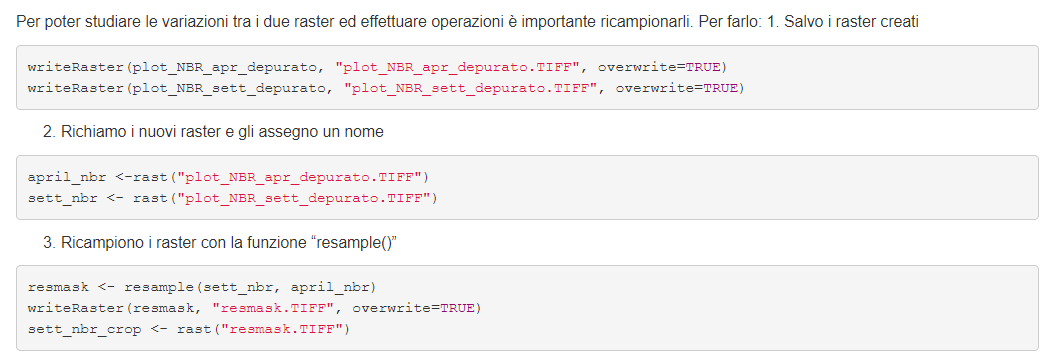 Per poter studiare le variazioni tra i due raster ed effettuare operazioni è importante ricampionarli. Per farlo: 1. Salvo i raster creati
writeRaster(plot_NBR_apr_depurato, "plot_NBR_apr_depurato.TIFF", overwrite=TRUE)
writeRaster(plot_NBR_sett_depurato, "plot_NBR_sett_depurato.TIFF", overwrite=TRUE)
2. Richiamo i nuovi raster e gli assegno un nome
april_nbr <-rast("plot_NBR_apr_depurato.TIFF")
sett_nbr <- rast("plot_NBR_sett_depurato.TIFF")
3. Ricampiono i raster con la funzione “resample()”
resmask <- resample(sett_nbr, april_nbr)
writeRaster(resmask, "resmask.TIFF", overwrite=TRUE)
sett_nbr_crop <- rast("resmask.TIFF")